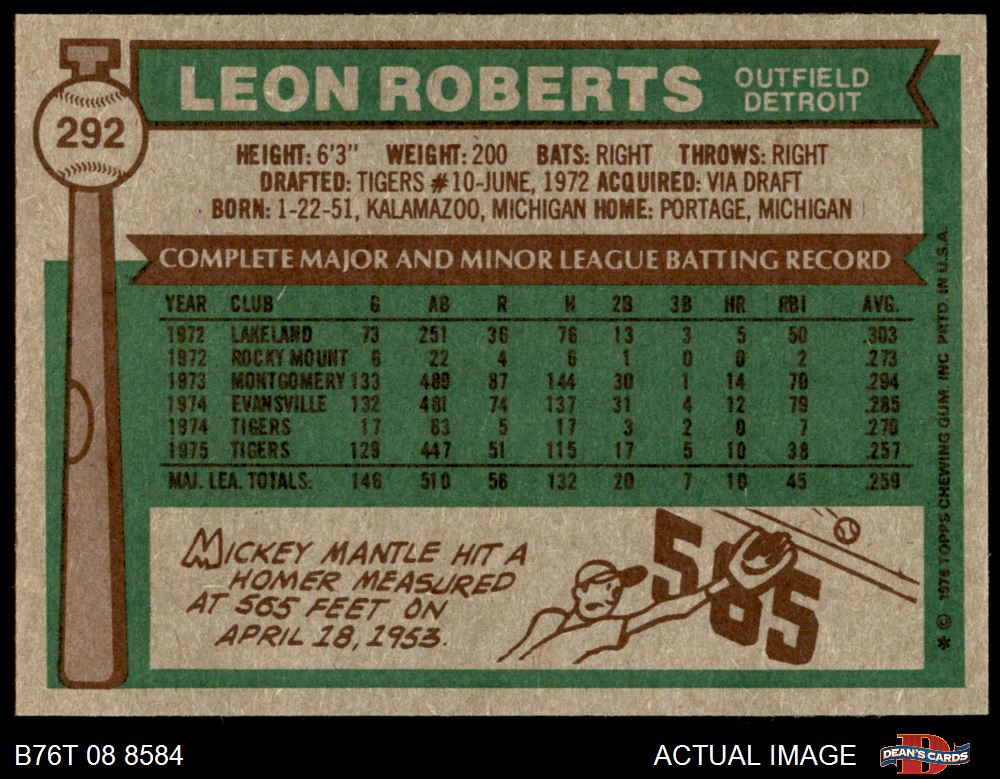 292
LEON ROBERTS
OUTFIELD
DETROIT
HEIGHT: 6'3" WEIGHT: 200 BATS: RIGHT THROWS: RIGHT
DRAFTED: TIGERS #10-JUNE, 1972 ACQUIRED: VIA DRAFT
BORN: 1-22-51, KALAMAZOO, MICHIGAN HOME: PORTAGE, MICHIGAN
COMPLETE MAJOR AND MINOR LEAGUE BATTING RECORD
YEAR CLUB G AB R H 2B 3B HR RBI AVG.
1972 LAKELAND 73 251 36 76 13 3 5 50 .303
1972 ROCKY MOUNT 6 22 4 6 1 0 0 2 .273
1973 MONTGOMERY 133 489 87 144 30 1 14 70 .294
1974 EVANSVILLE 132 481 74 137 31 4 12 79 .285
1974 TIGERS 17 63 5 17 3 2 0 7 .270
1975 TIGERS 129 447 51 115 17 5 10 38 .257
MAJ. LEA. TOTALS. 146 510 56 132 20 7 10 45 .259
MICKEY MANTLE HIT A
HOMER MEASURED
AT 565 FEET ON
APRIL 18, 1953.
565
* © 1976 TOPPS CHEWING GUM, INC. PRTD. IN U.S.A.
B76T 08 8584
ACTUAL IMAGE
DEAN'S CARDS